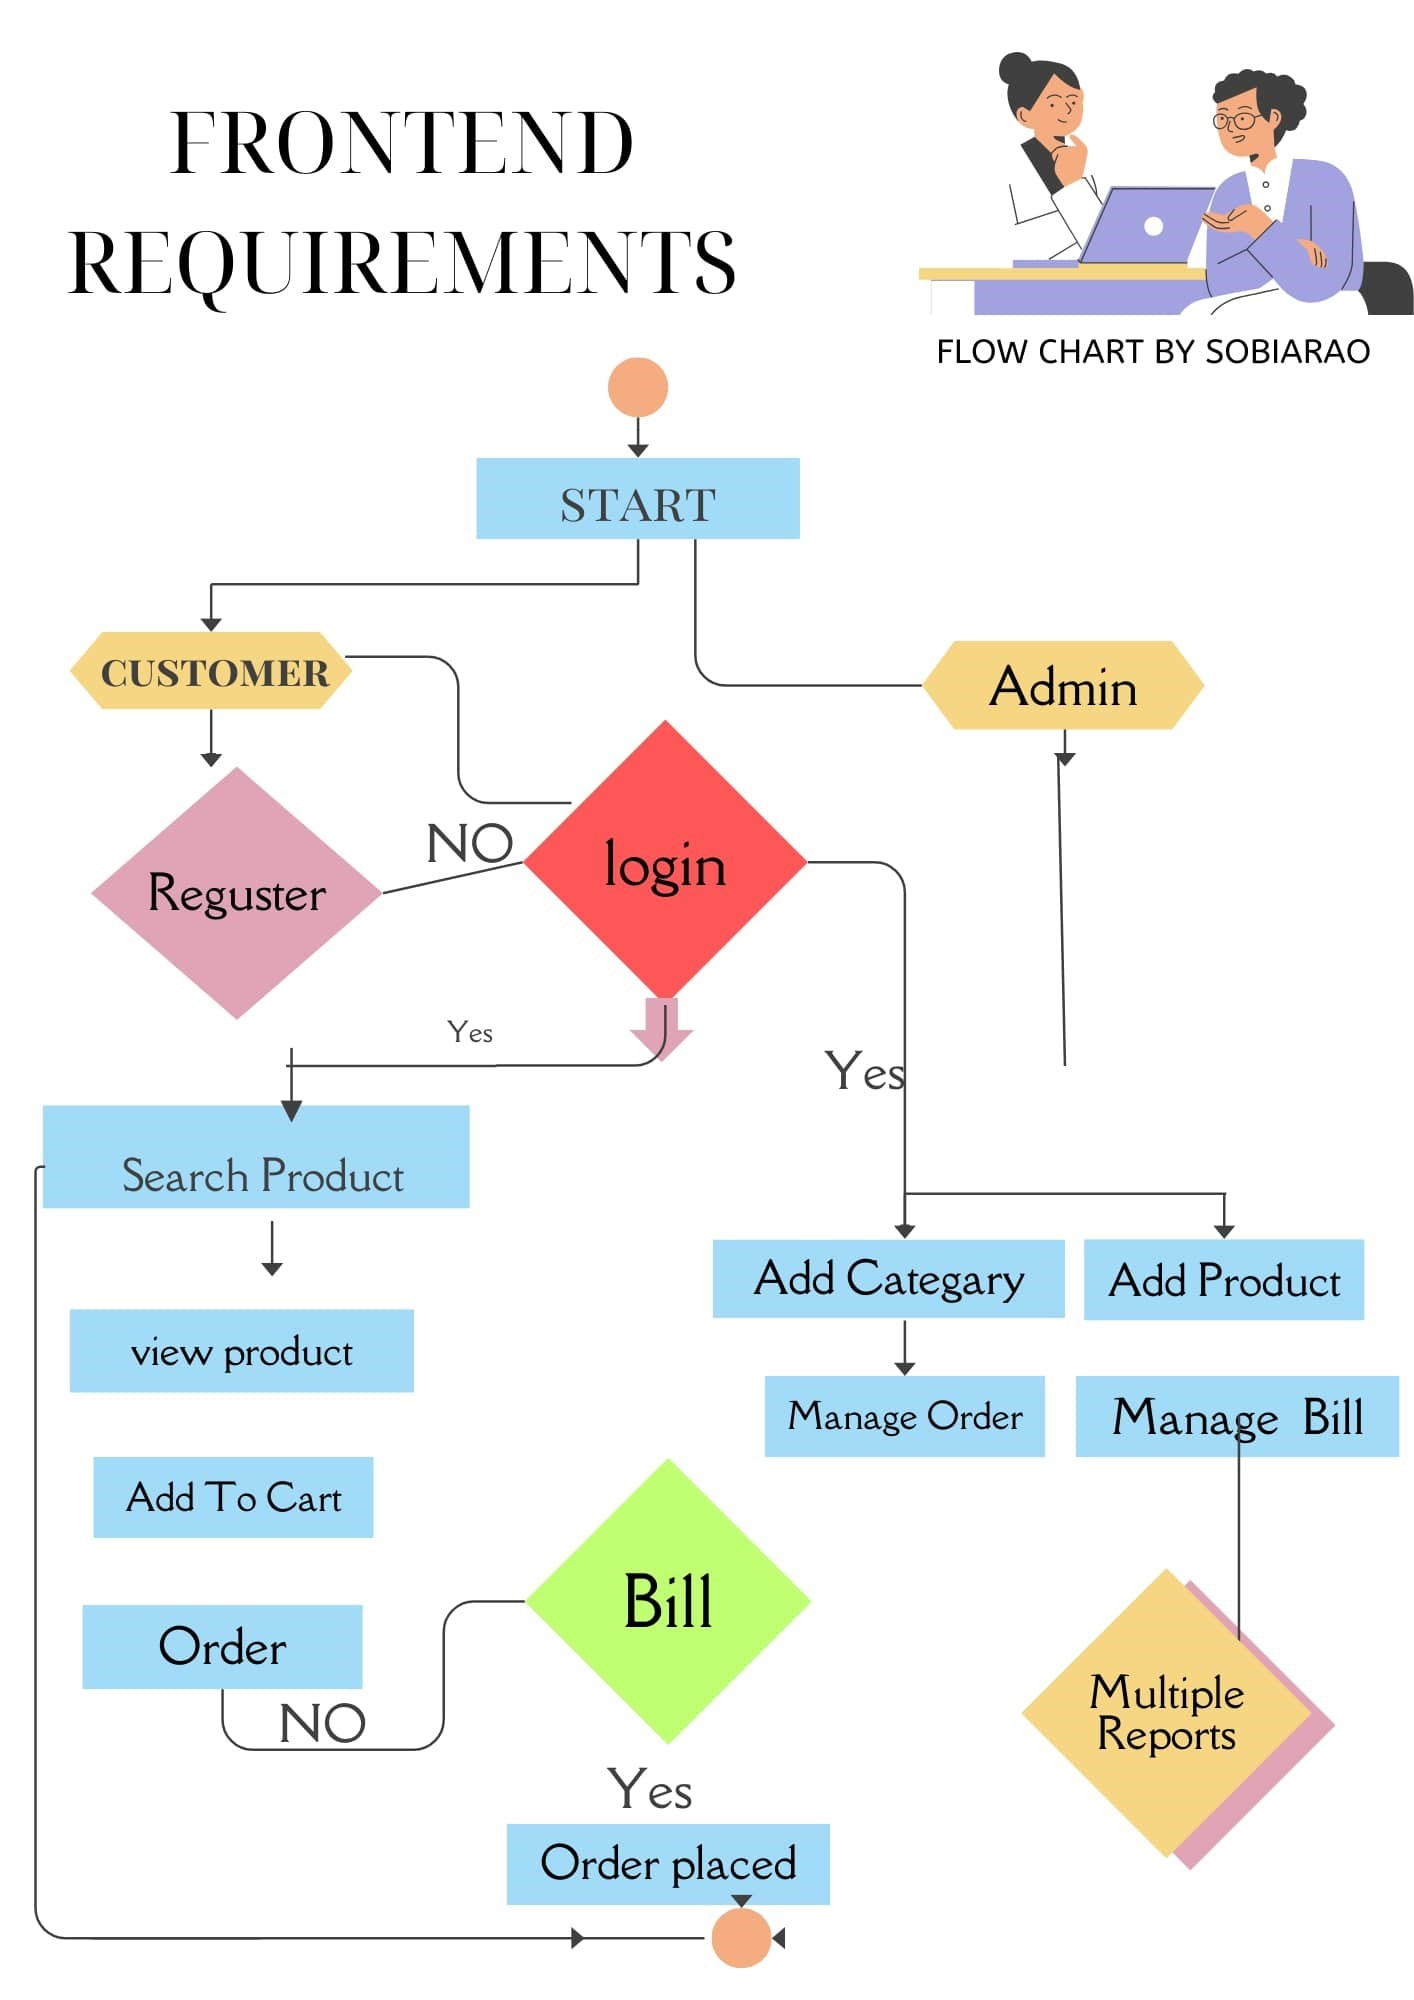 FRONTEND
REQUIREMENTS
FLOW CHART BY SOBIARAO
START
CUSTOMER
Admin
NO
login
Reguster
Yes
Yes
Search Product
Add Categary
Add Product
view product
Manage Order
Manage Bill
Add To Cart
Bill
Order
NO
Multiple
Reports
Yes
Order placed